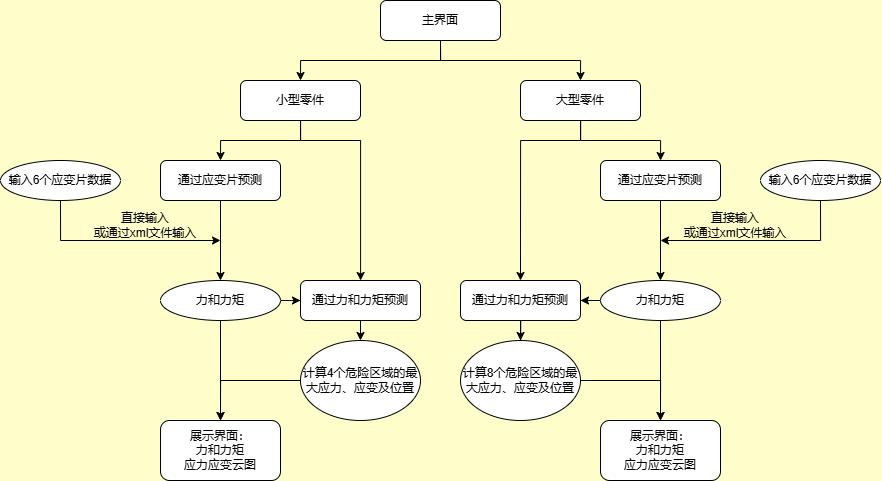 主界面
小型零件
大型零件
输入6个应变片数据
通过应变片预测
通过应变片预测
输入6个应变片数据
直接输入
或通过xml文件输入
直接输入
或通过xml文件输入
力和力矩
通过力和力矩预测
通过力和力矩预测
力和力矩
计算4个危险区域的最
大应力、应变及位置
计算8个危险区域的最
大应力、应变及位置
展示界面：
力和力矩
应力应变云图
展示界面：
力和力矩
应力应变云图